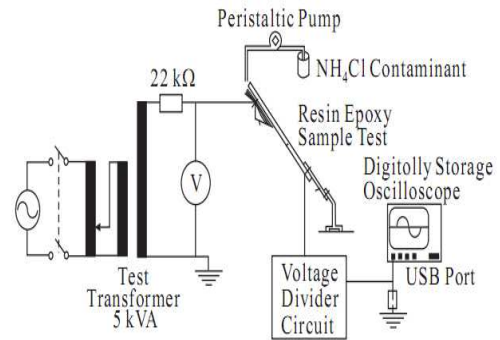 Peristaltic Pump
22 kΩ
NH4Cl Contaminant
Resin Epoxy
Sample Test
Digitolly Storage
Oscilloscope
V
USB Port
Test
Transformer
5 kVA
Voltage
Divider
Circuit